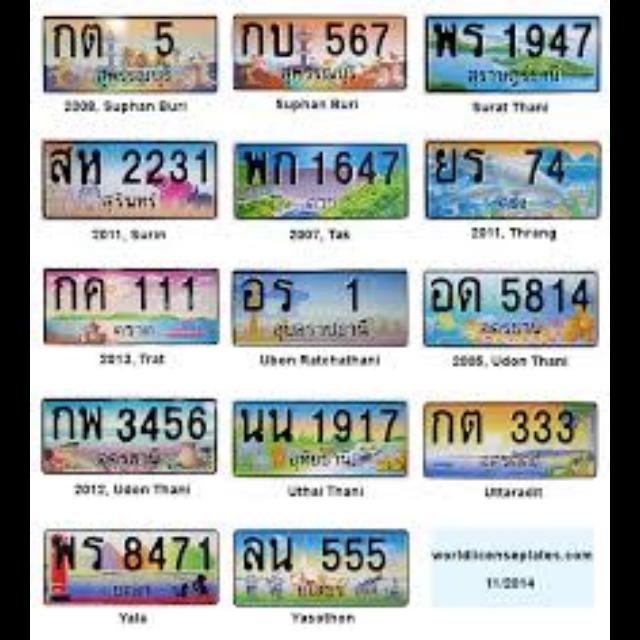 กต 5
สุพรรณบุรี
2008, Suphan Buri
กบ 567
สุพรรณบุรี
Suphan Buri
พร 1947
สุราษฎร์ธานี
Surat Thani
สห 2231
สุรินทร์
2011, Surin
พก 1647
ตาก
2007, Tak
ยร 74
ตรัง
2011, Thrang
กค 111
ตราด
2013, Trat
อร 1
อุบลราชธานี
Ubon Ratchathani
อด 5814
อุดรธานี
2005, Udon Thani
กพ 3456
อุดรธานี
2012, Udon Thani
นน 1917
อุทัยธานี
Uthai Thani
กต 333
อุตรดิตถ์
Uttaradit
พร 8471
ยะลา
Yala
ลน 555
ยโสธร
Yasothon
worldlicenseplates.com
11/2014